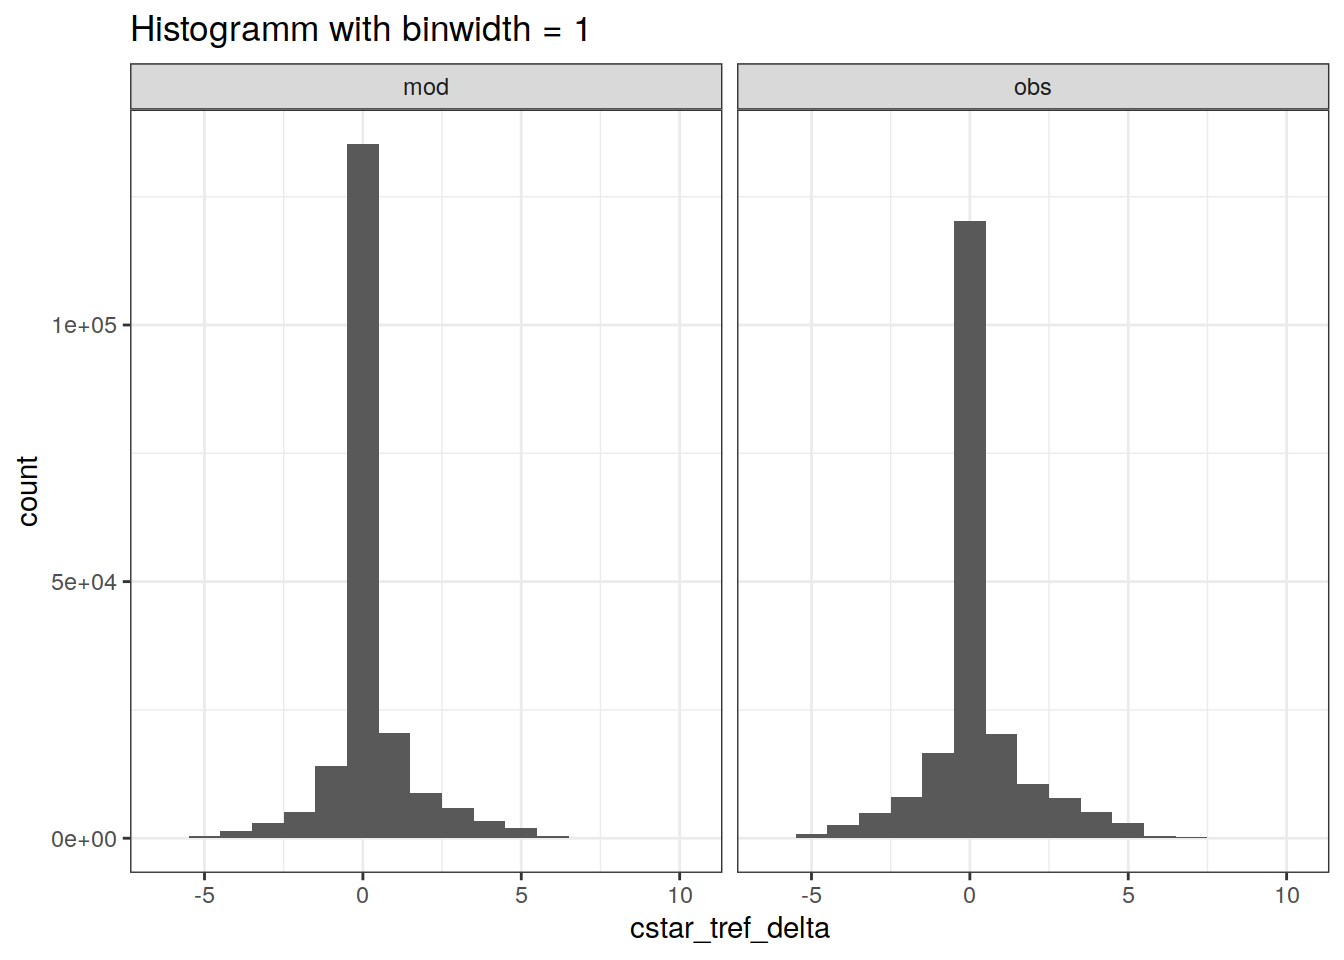 Histogramm with binwidth = 1
mod
obs
count
1e+05
5e+04
0e+00
-5 0 5 10
-5 0 5 10
cstar_tref_delta